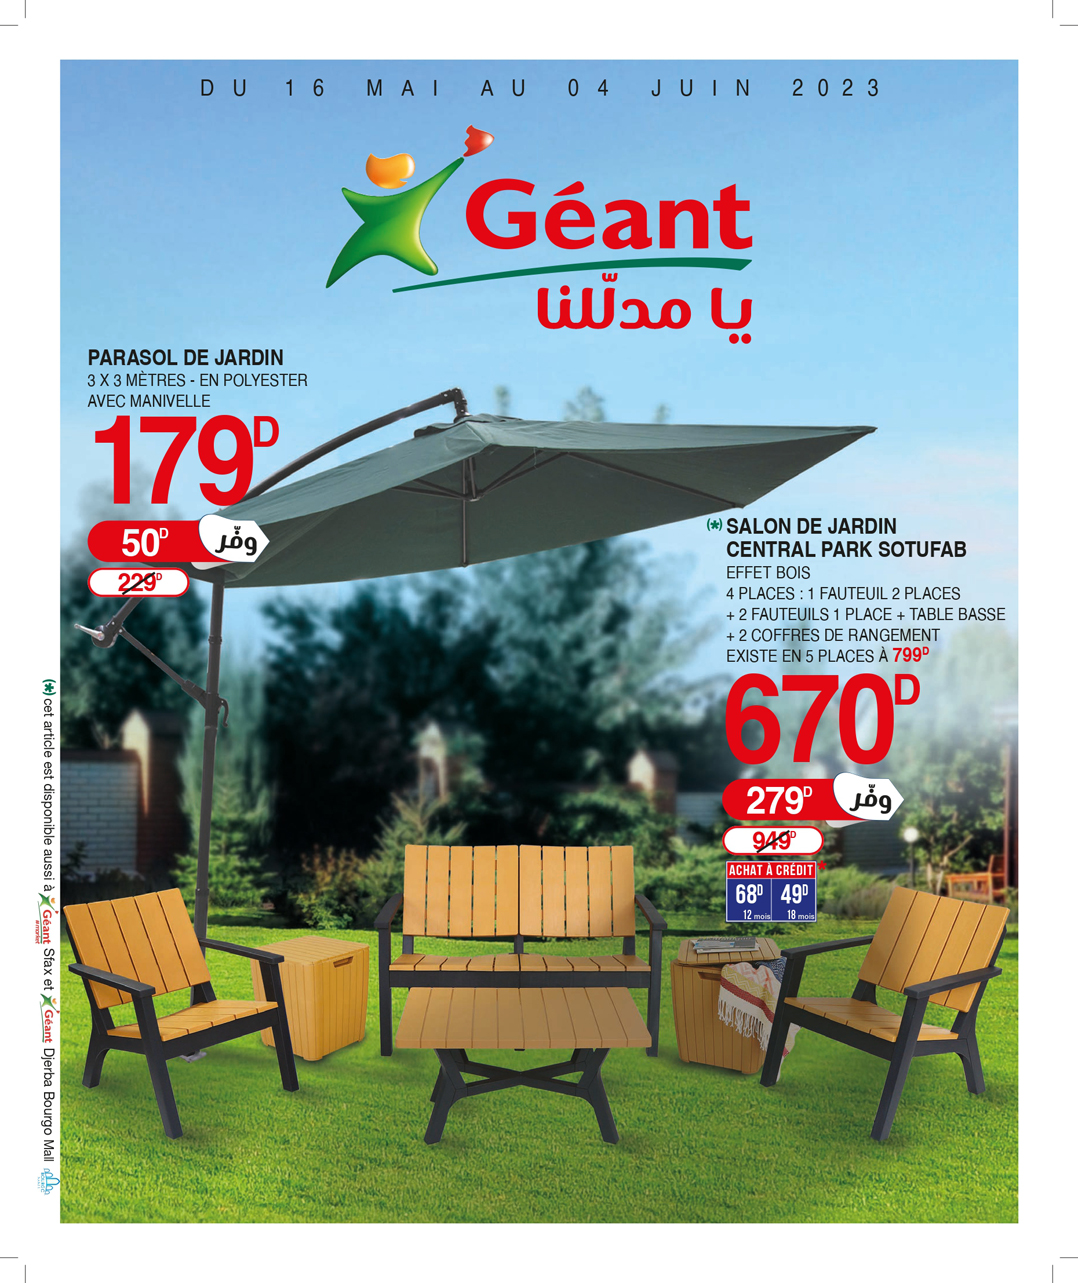 DU 16 MAI AU 04 JUIN 2023
Géant
يا مدلّلنا
PARASOL DE JARDIN
3 X 3 MÈTRES - EN POLYESTER
AVEC MANIVELLE
179D
50D وفّر
229D
(*) SALON DE JARDIN
CENTRAL PARK SOTUFAB
EFFET BOIS
4 PLACES : 1 FAUTEUIL 2 PLACES
+ 2 FAUTEUILS 1 PLACE + TABLE BASSE
+ 2 COFFRES DE RANGEMENT
EXISTE EN 5 PLACES À 799D
670D
279D وفّر
949D
ACHAT À CRÉDIT *
68D 49D
12 mois 18 mois
(*) cet article est disponible aussi à Géant Sfax et Géant Djerba Bourgo Mall